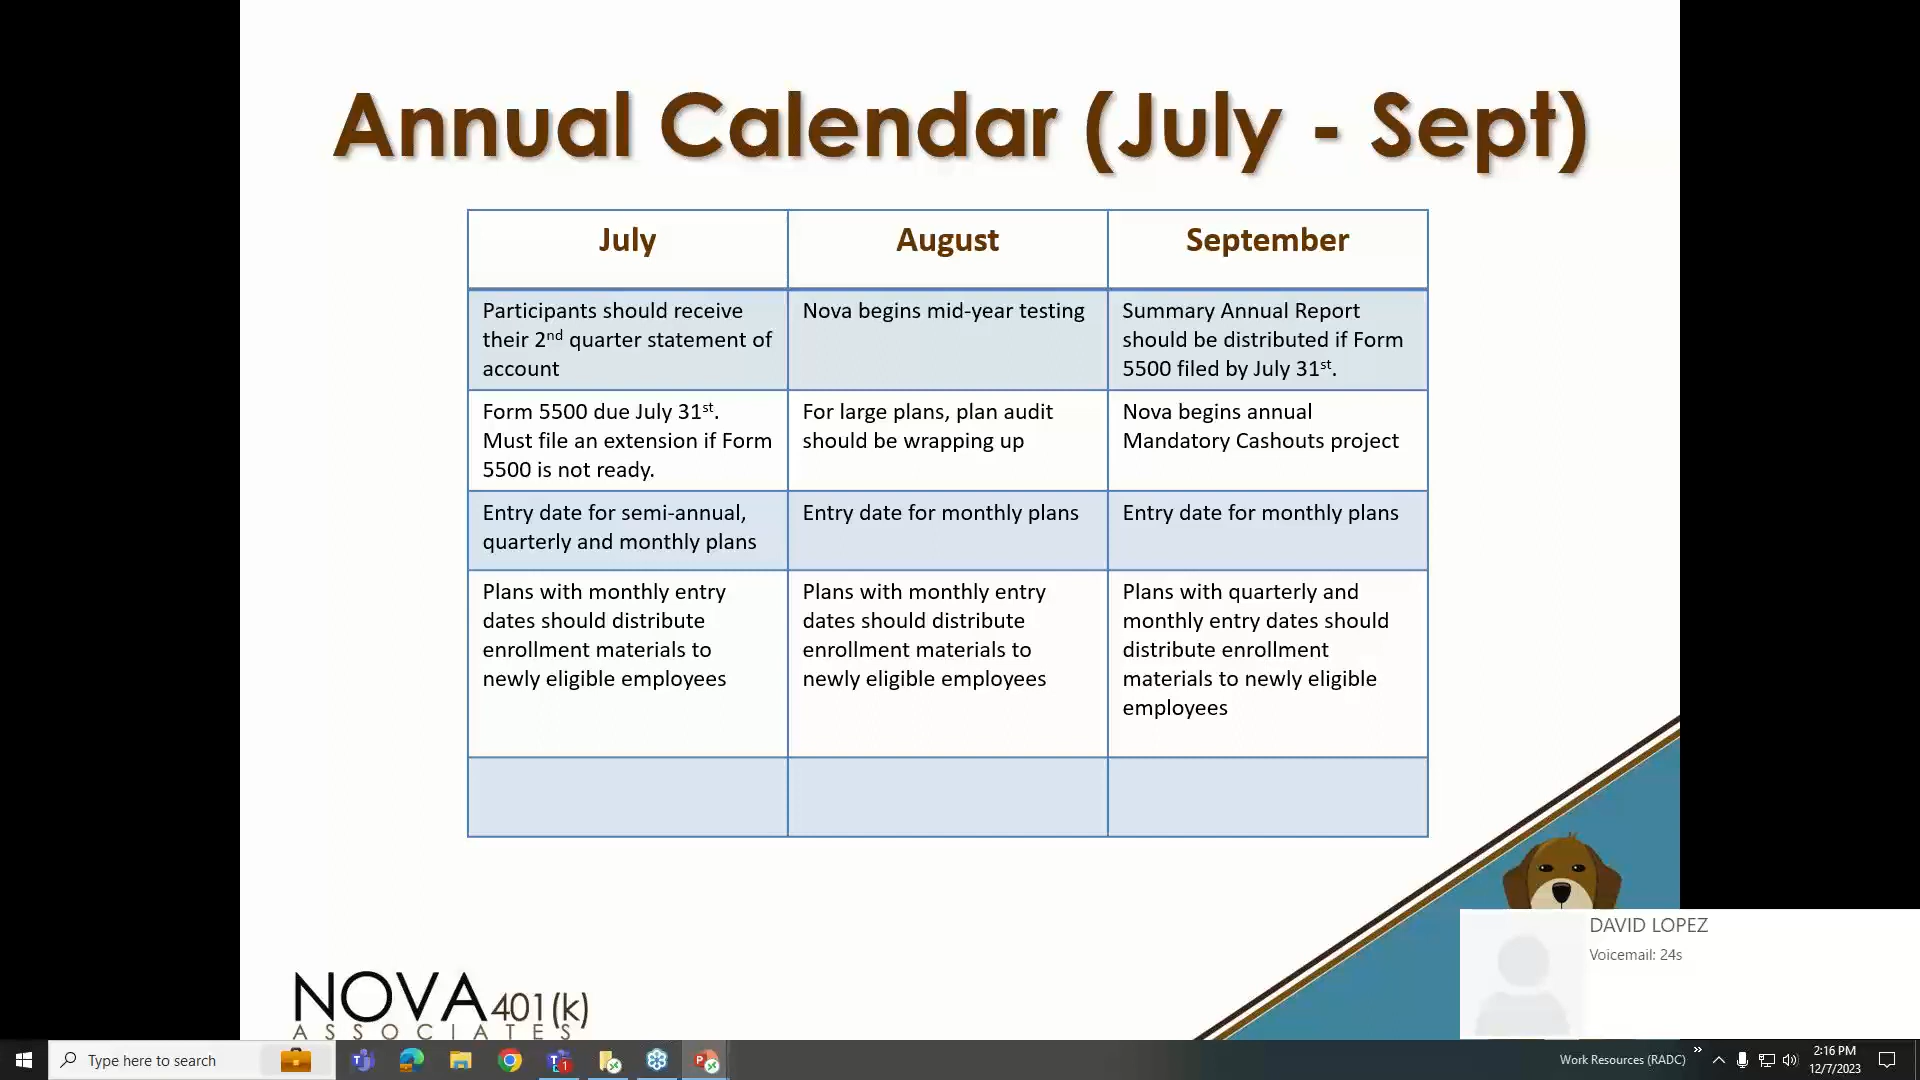 Annual Calendar (July - Sept)
July
August
September
Participants should receive
their 2nd quarter statement of
account
Nova begins mid-year testing
Summary Annual Report
should be distributed if Form
5500 filed by July 31st.
Form 5500 due July 31st.
Must file an extension if Form
5500 is not ready.
For large plans, plan audit
should be wrapping up
Nova begins annual
Mandatory Cashouts project
Entry date for semi-annual,
quarterly and monthly plans
Entry date for monthly plans
Entry date for monthly plans
Plans with monthly entry
dates should distribute
enrollment materials to
newly eligible employees
Plans with monthly entry
dates should distribute
enrollment materials to
newly eligible employees
Plans with quarterly and
monthly entry dates should
distribute enrollment
materials to newly eligible
employees
DAVID LOPEZ
Voicemail: 24s
NOVA 401(k)
ASSOCIATES
Type here to search
1
Work Resources (RADC)
2:16 PM
12/7/2023